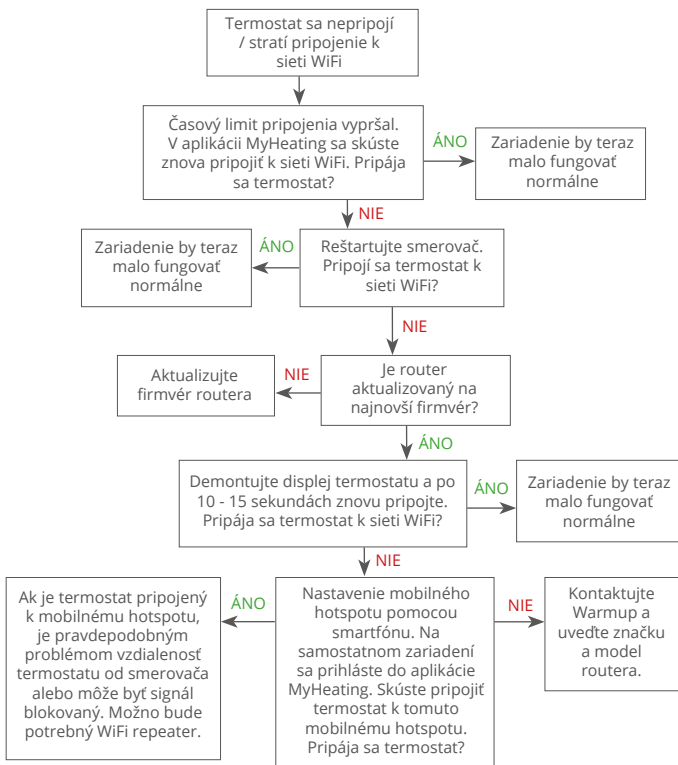 Termostat sa nepripojí
/ stratí pripojenie k
sieti WiFi
Časový limit pripojenia vypršal.
V aplikácii MyHeating sa skúste
znova pripojiť k sieti WiFi. Pripája
sa termostat?
ÁNO
Zariadenie by teraz
malo fungovať
normálne
NIE
Reštartujte smerovač.
Pripojí sa termostat k
sieti WiFi?
ÁNO
Zariadenie by teraz
malo fungovať
normálne
NIE
Je router
aktualizovaný na
najnovší firmvér?
NIE
Aktualizujte
firmvér routera
ÁNO
Demontujte displej termostatu a po
10 - 15 sekundách znovu pripojte.
Pripája sa termostat k sieti WiFi?
ÁNO
Zariadenie by teraz
malo fungovať
normálne
NIE
Nastavenie mobilného
hotspotu pomocou
smartfónu. Na
samostatnom zariadení
sa prihláste do aplikácie
MyHeating. Skúste pripojiť
termostat k tomuto
mobilnému hotspotu.
Pripája sa termostat?
ÁNO
Ak je termostat pripojený
k mobilnému hotspotu,
je pravdepodobným
problémom vzdialenosť
termostatu od smerovača
alebo môže byť signál
blokovaný. Možno bude
potrebný WiFi repeater.
NIE
Kontaktujte
Warmup a
uveďte značku
a model
routera.